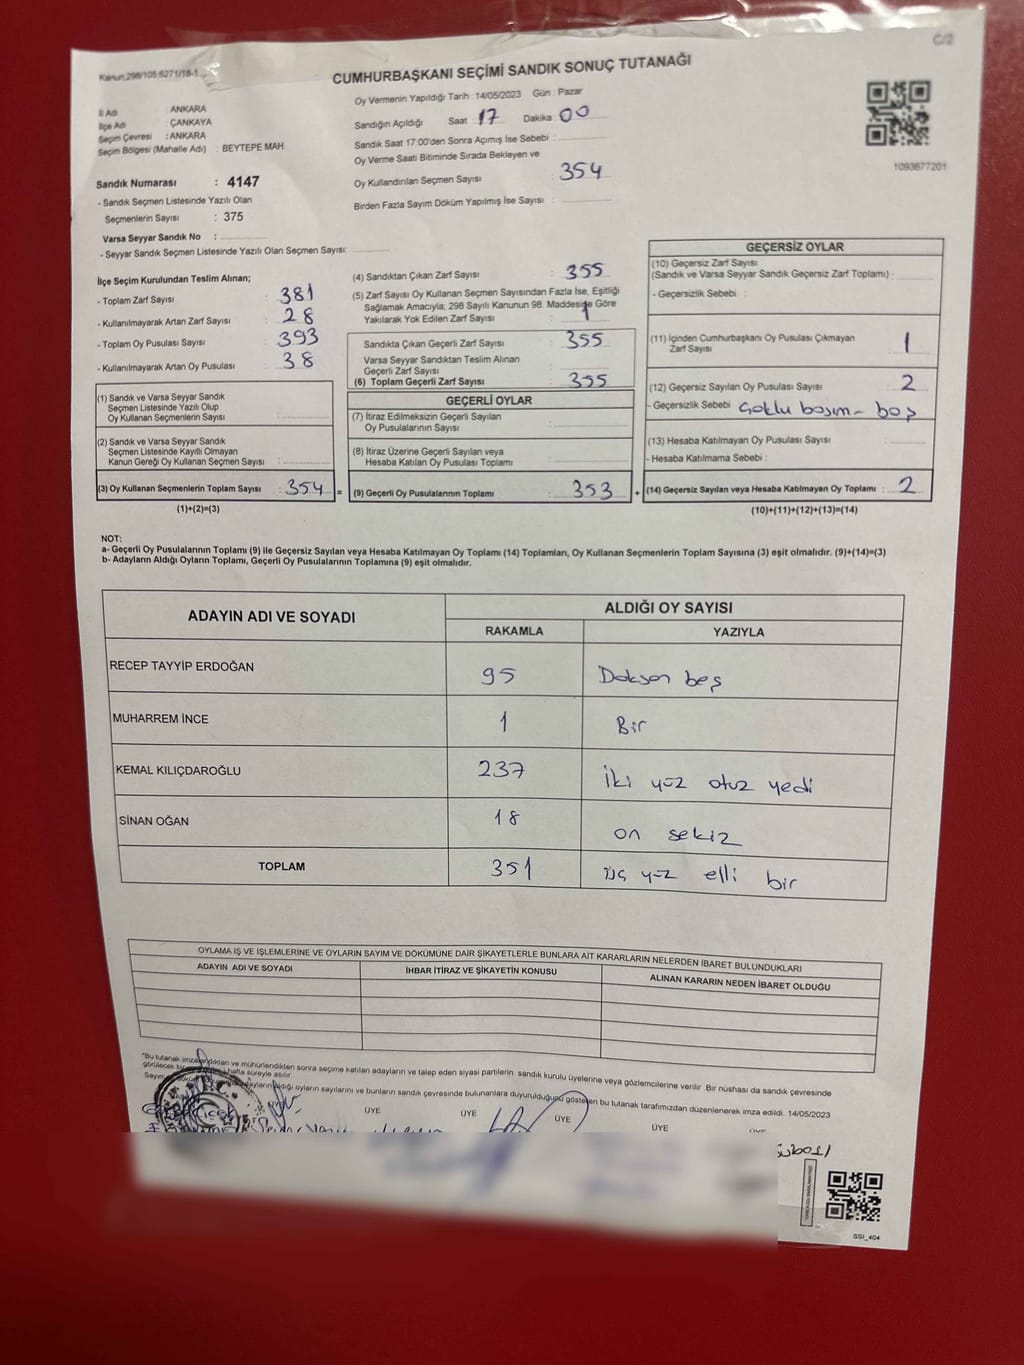 C/2
Kanun:298/105:6271/18-1
CUMHURBAŞKANI SEÇİMİ SANDIK SONUÇ TUTANAĞI
İl Adı ANKARA
İlçe Adı ÇANKAYA
Seçim Çevresi : ANKARA
Seçim Bölgesi (Mahalle Adı) : BEYTEPE MAH.
Sandık Numarası : 4147
- Sandık Seçmen Listesinde Yazılı Olan
Seçmenlerin Sayısı : 375
Varsa Seyyar Sandık No :
- Seyyar Sandık Seçmen Listesinde Yazılı Olan Seçmen Sayısı:
Oy Vermenin Yapıldığı Tarih : 14/05/2023 Gün : Pazar
Sandığın Açıldığı Saat : 17 Dakika : 00
Sandık Saat 17:00'den Sonra Açımış İse Sebebi :
Oy Verme Saati Bitiminde Sırada Bekleyen ve
Oy Kullandırılan Seçmen Sayısı : 354
Birden Fazla Sayım Döküm Yapılmış İse Sayısı :
1093677201
İlçe Seçim Kurulundan Teslim Alınan;
- Toplam Zarf Sayısı : 381
- Kullanılmayarak Artan Zarf Sayısı : 28
- Toplam Oy Pusulası Sayısı : 393
- Kullanılmayarak Artan Oy Pusulası : 38
(1) Sandık ve Varsa Seyyar Sandık
Seçmen Listesinde Yazılı Olup
Oy Kullanan Seçmenlerin Sayısı :
(2) Sandık ve Varsa Seyyar Sandık
Seçmen Listesinde Kayıtlı Olmayan
Kanun Gereği Oy Kullanan Seçmen Sayısı :
(3) Oy Kullanan Seçmenlerin Toplam Sayısı : 354 =
(1)+(2)=(3)
(4) Sandıktan Çıkan Zarf Sayısı : 355
(5) Zarf Sayısı Oy Kullanan Seçmen Sayısından Fazla İse, Eşitliği
Sağlamak Amacıyla; 298 Sayılı Kanunun 98. Maddesine Göre
Yakılarak Yok Edilen Zarf Sayısı : 1
Sandıkta Çıkan Geçerli Zarf Sayısı : 355
Varsa Seyyar Sandıktan Teslim Alınan
Geçerli Zarf Sayısı :
(6) Toplam Geçerli Zarf Sayısı : 355
GEÇERLİ OYLAR
(7) İtiraz Edilmeksizin Geçerli Sayılan
Oy Pusulalarının Sayısı :
(8) İtiraz Üzerine Geçerli Sayılan veya
Hesaba Katılan Oy Pusulası Toplamı :
(9) Geçerli Oy Pusulalarının Toplamı : 353 +
GEÇERSİZ OYLAR
(10) Geçersiz Zarf Sayısı
(Sandık ve Varsa Seyyar Sandık Geçersiz Zarf Toplamı) :
- Geçersizlik Sebebi :
(11) İçinden Cumhurbaşkanı Oy Pusulası Çıkmayan
Zarf Sayısı : 1
(12) Geçersiz Sayılan Oy Pusulası Sayısı : 2
- Geçersizlik Sebebi : Çoklu basım - boş
(13) Hesaba Katılmayan Oy Pusulası Sayısı :
- Hesaba Katılmama Sebebi :
(14) Geçersiz Sayılan veya Hesaba Katılmayan Oy Toplamı : 2
(10)+(11)+(12)+(13)=(14)
NOT:
a- Geçerli Oy Pusulalarının Toplamı (9) ile Geçersiz Sayılan veya Hesaba Katılmayan Oy Toplamı (14) Toplamları, Oy Kullanan Seçmenlerin Toplam Sayısına (3) eşit olmalıdır. (9)+(14)=(3)
b- Adayların Aldığı Oyların Toplamı, Geçerli Oy Pusulalarının Toplamına (9) eşit olmalıdır.
ADAYIN ADI VE SOYADI ALDIĞI OY SAYISI
RAKAMLA YAZIYLA
RECEP TAYYİP ERDOĞAN 95 Doksan beş
MUHARREM İNCE 1 Bir
KEMAL KILIÇDAROĞLU 237 İki yüz otuz yedi
SİNAN OĞAN 18 on sekiz
TOPLAM 351 üç yüz elli bir
OYLAMA İŞ VE İŞLEMLERİNE VE OYLARIN SAYIM VE DÖKÜMÜNE DAİR ŞİKAYETLERLE BUNLARA AİT KARARLARIN NELERDEN İBARET BULUNDUKLARI
ADAYIN ADI VE SOYADI İHBAR İTİRAZ VE ŞİKAYETİN KONUSU ALINAN KARARIN NEDEN İBARET OLDUĞU
"Bu tutanak imzalandıktan ve mühürlendikten sonra seçime katılan adayların ve talep eden siyasi partilerin sandık kurulu üyelerine veya gözlemcilerine verilir. Bir nüshası da sandık çevresinde
görülecek bir hafta süreyle asılır.
adayların aldığı oyların sayılarını ve bunların sandık çevresinde bulunanlara duyurulduğunu gösteren bu tutanak tarafımızdan düzenlenerek imza edildi. 14/05/2023
ÜYE ÜYE ÜYE ÜYE
SSI_404